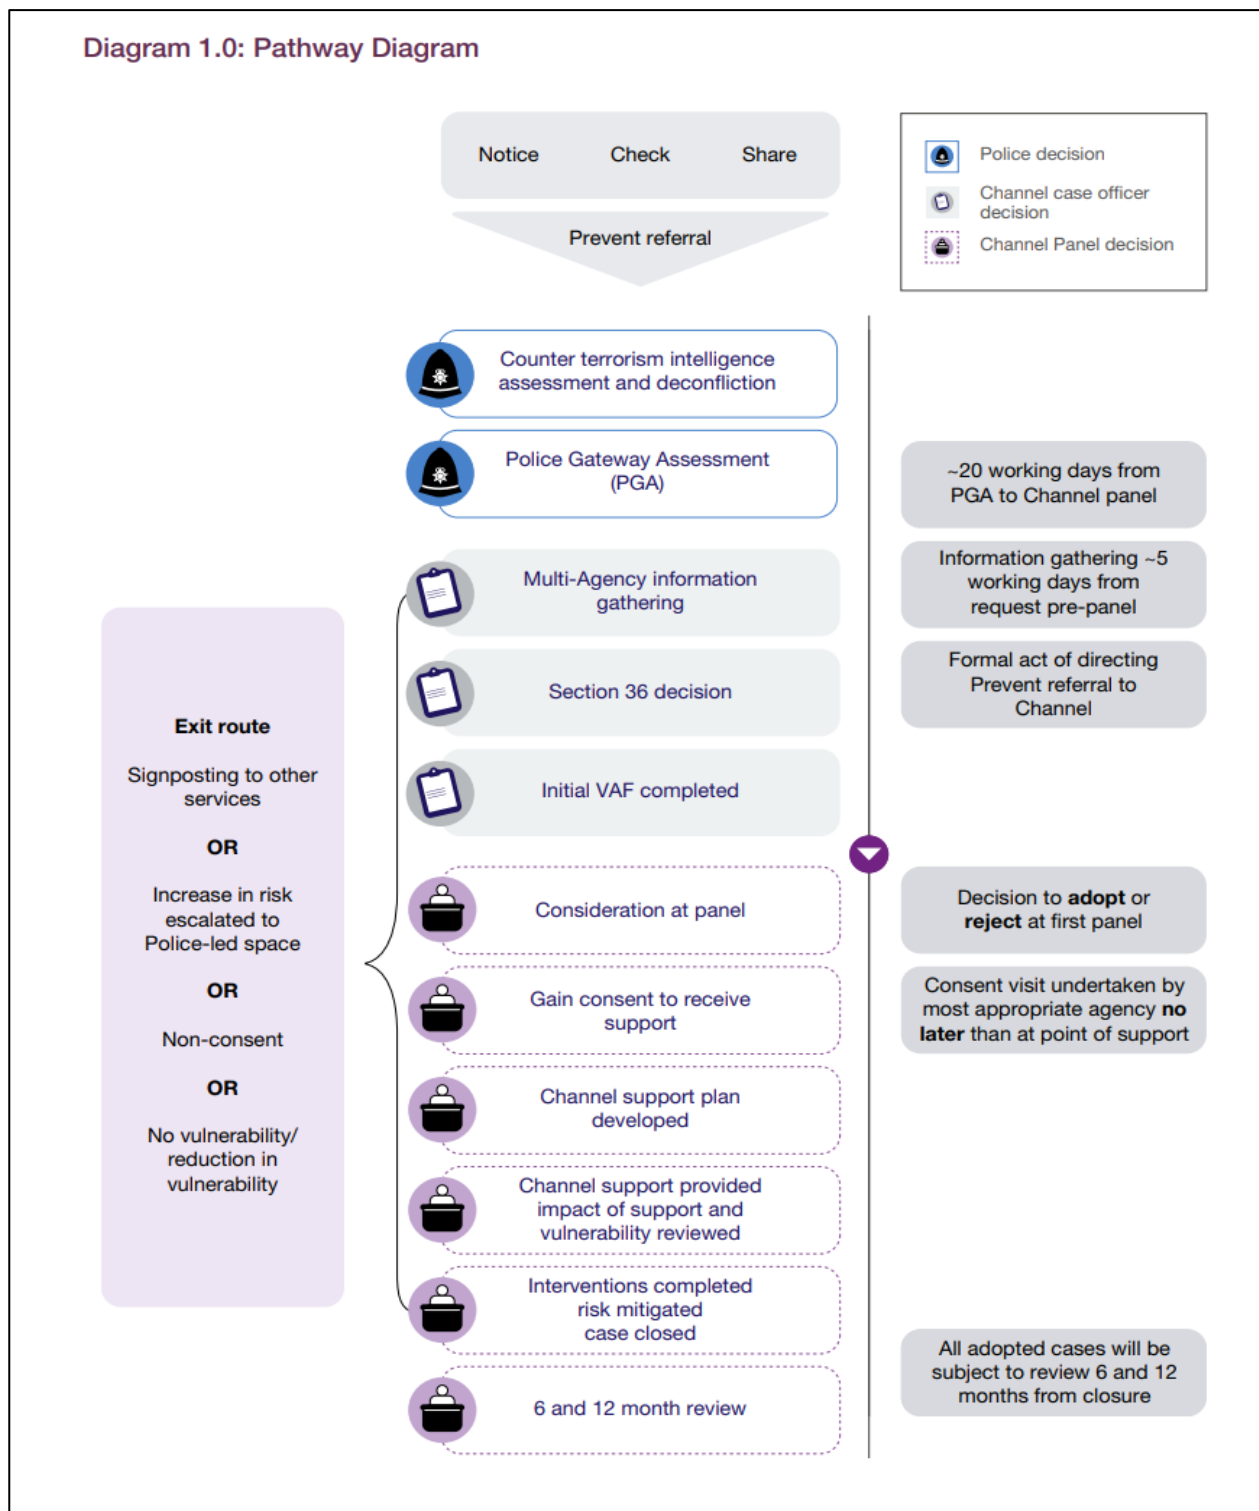 Diagram 1.0: Pathway Diagram
Notice Check Share
Prevent referral
Police decision
Channel case officer
decision
Channel Panel decision
Counter terrorism intelligence
assessment and deconfliction
Police Gateway Assessment
(PGA)
~20 working days from
PGA to Channel panel
Multi-Agency information
gathering
Information gathering ~5
working days from
request pre-panel
Section 36 decision
Formal act of directing
Prevent referral to
Channel
Initial VAF completed
Consideration at panel
Decision to adopt or
reject at first panel
Gain consent to receive
support
Consent visit undertaken by
most appropriate agency no
later than at point of support
Channel support plan
developed
Channel support provided
impact of support and
vulnerability reviewed
Interventions completed
risk mitigated
case closed
6 and 12 month review
All adopted cases will be
subject to review 6 and 12
months from closure
Exit route
Signposting to other
services
OR
Increase in risk
escalated to
Police-led space
OR
Non-consent
OR
No vulnerability/
reduction in
vulnerability